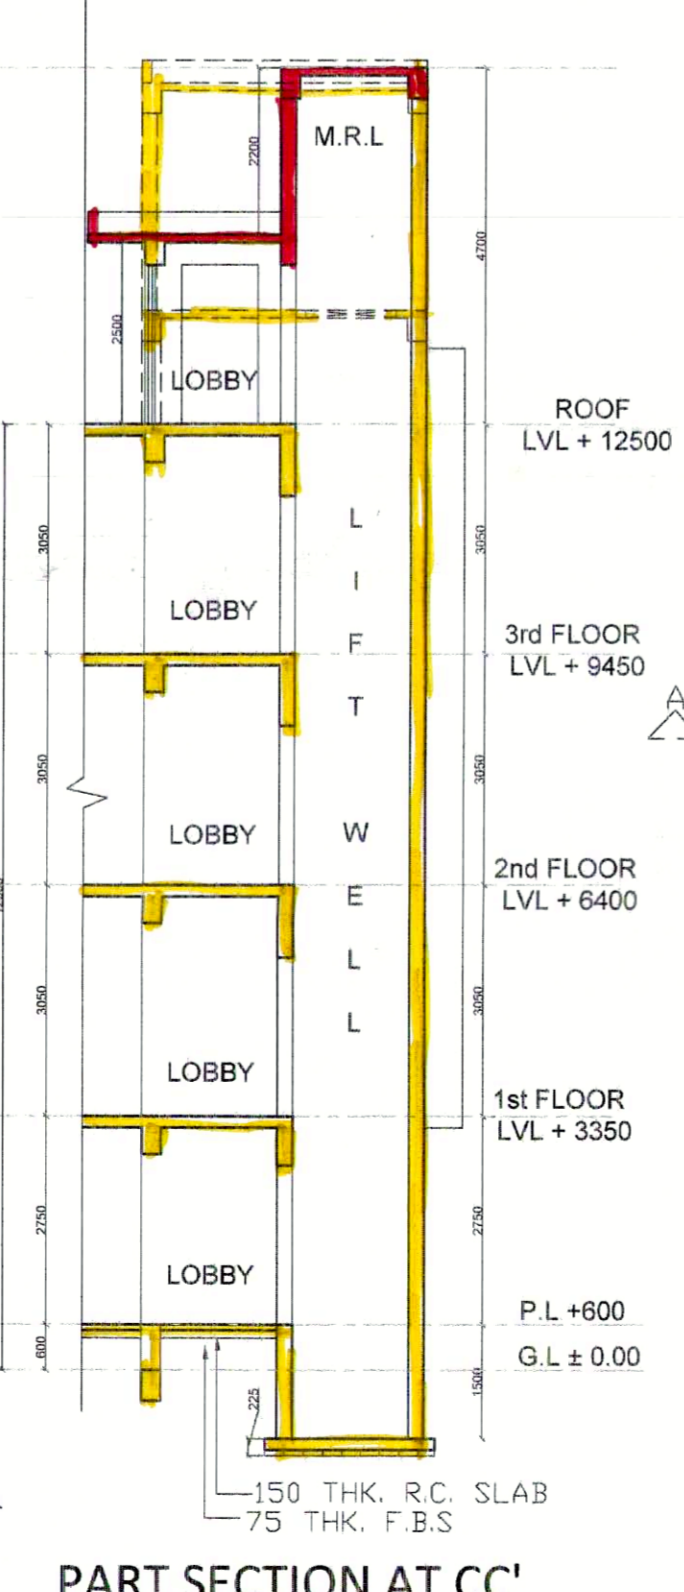 M.R.L
2200
4700
2500
LOBBY
ROOF
LVL + 12500
3050
3050
L
I
F
T
LOBBY
3rd FLOOR
LVL + 9450
A
3050
3050
W
E
L
L
LOBBY
2nd FLOOR
LVL + 6400
3050
3050
LOBBY
1st FLOOR
LVL + 3350
2750
2750
LOBBY
P.L +600
600
G.L ± 0.00
1500
225
150 THK. R.C. SLAB
75 THK. F.B.S
PART SECTION AT CC'